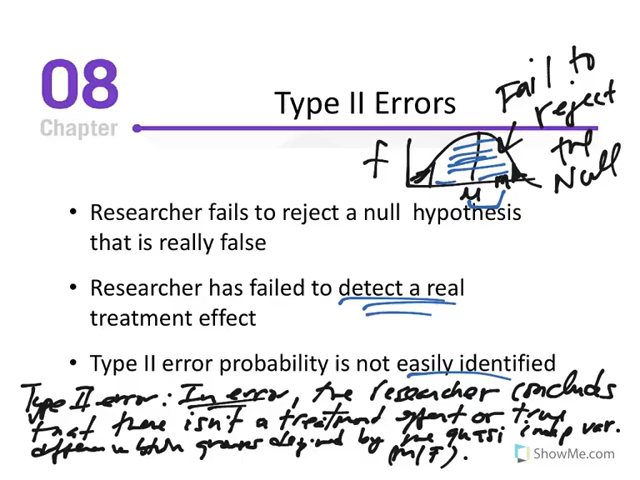 08
Chapter
Type II Errors
Fail to
reject
the
Null
f
μ
m
• Researcher fails to reject a null hypothesis
that is really false
• Researcher has failed to detect a real
treatment effect
• Type II error probability is not easily identified
Type II error: In error, the researcher concludes
that there isn't a treatment effect or true
difference between groups defined by the quasi indep var.
(M/F).
ShowMe.com